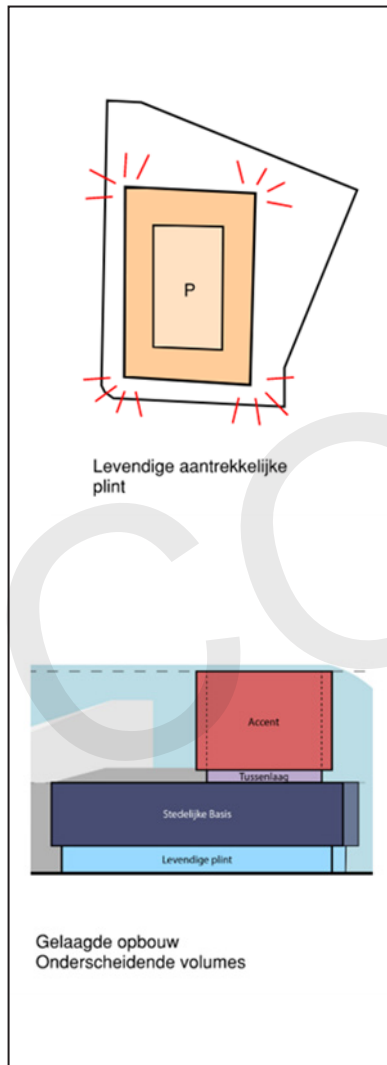 P
Levendige aantrekkelijke
plint
Accent
Tussenlaag
Stedelijke Basis
Levendige plint
Gelaagde opbouw
Onderscheidende volumes